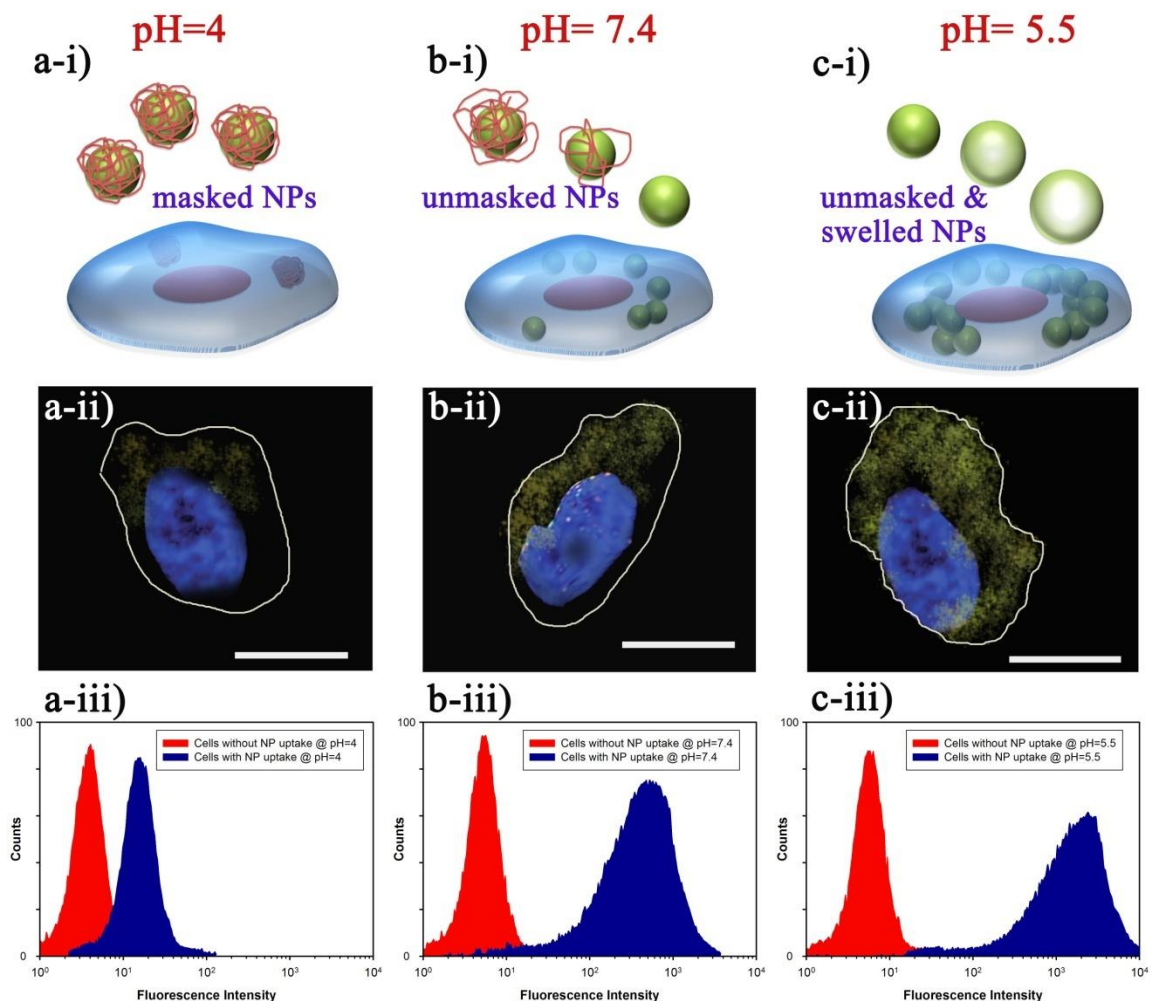 pH=4
pH= 7.4
pH= 5.5
a-i)
b-i)
c-i)
masked NPs
unmasked NPs
unmasked &
swelled NPs
a-ii)
b-ii)
c-ii)
a-iii)
b-iii)
c-iii)
100
Cells without NP uptake @ pH=4
Cells with NP uptake @ pH=4
Counts
0
10⁰ 10¹ 10² 10³ 10⁴
Fluorescence Intensity
100
Cells without NP uptake @ pH=7.4
Cells with NP uptake @ pH=7.4
Counts
0
10⁰ 10¹ 10² 10³ 10⁴
Fluorescence Intensity
100
Cells without NP uptake @ pH=5.5
Cells with NP uptake @ pH=5.5
Counts
0
10⁰ 10¹ 10² 10³ 10⁴
Fluorescence Intensity